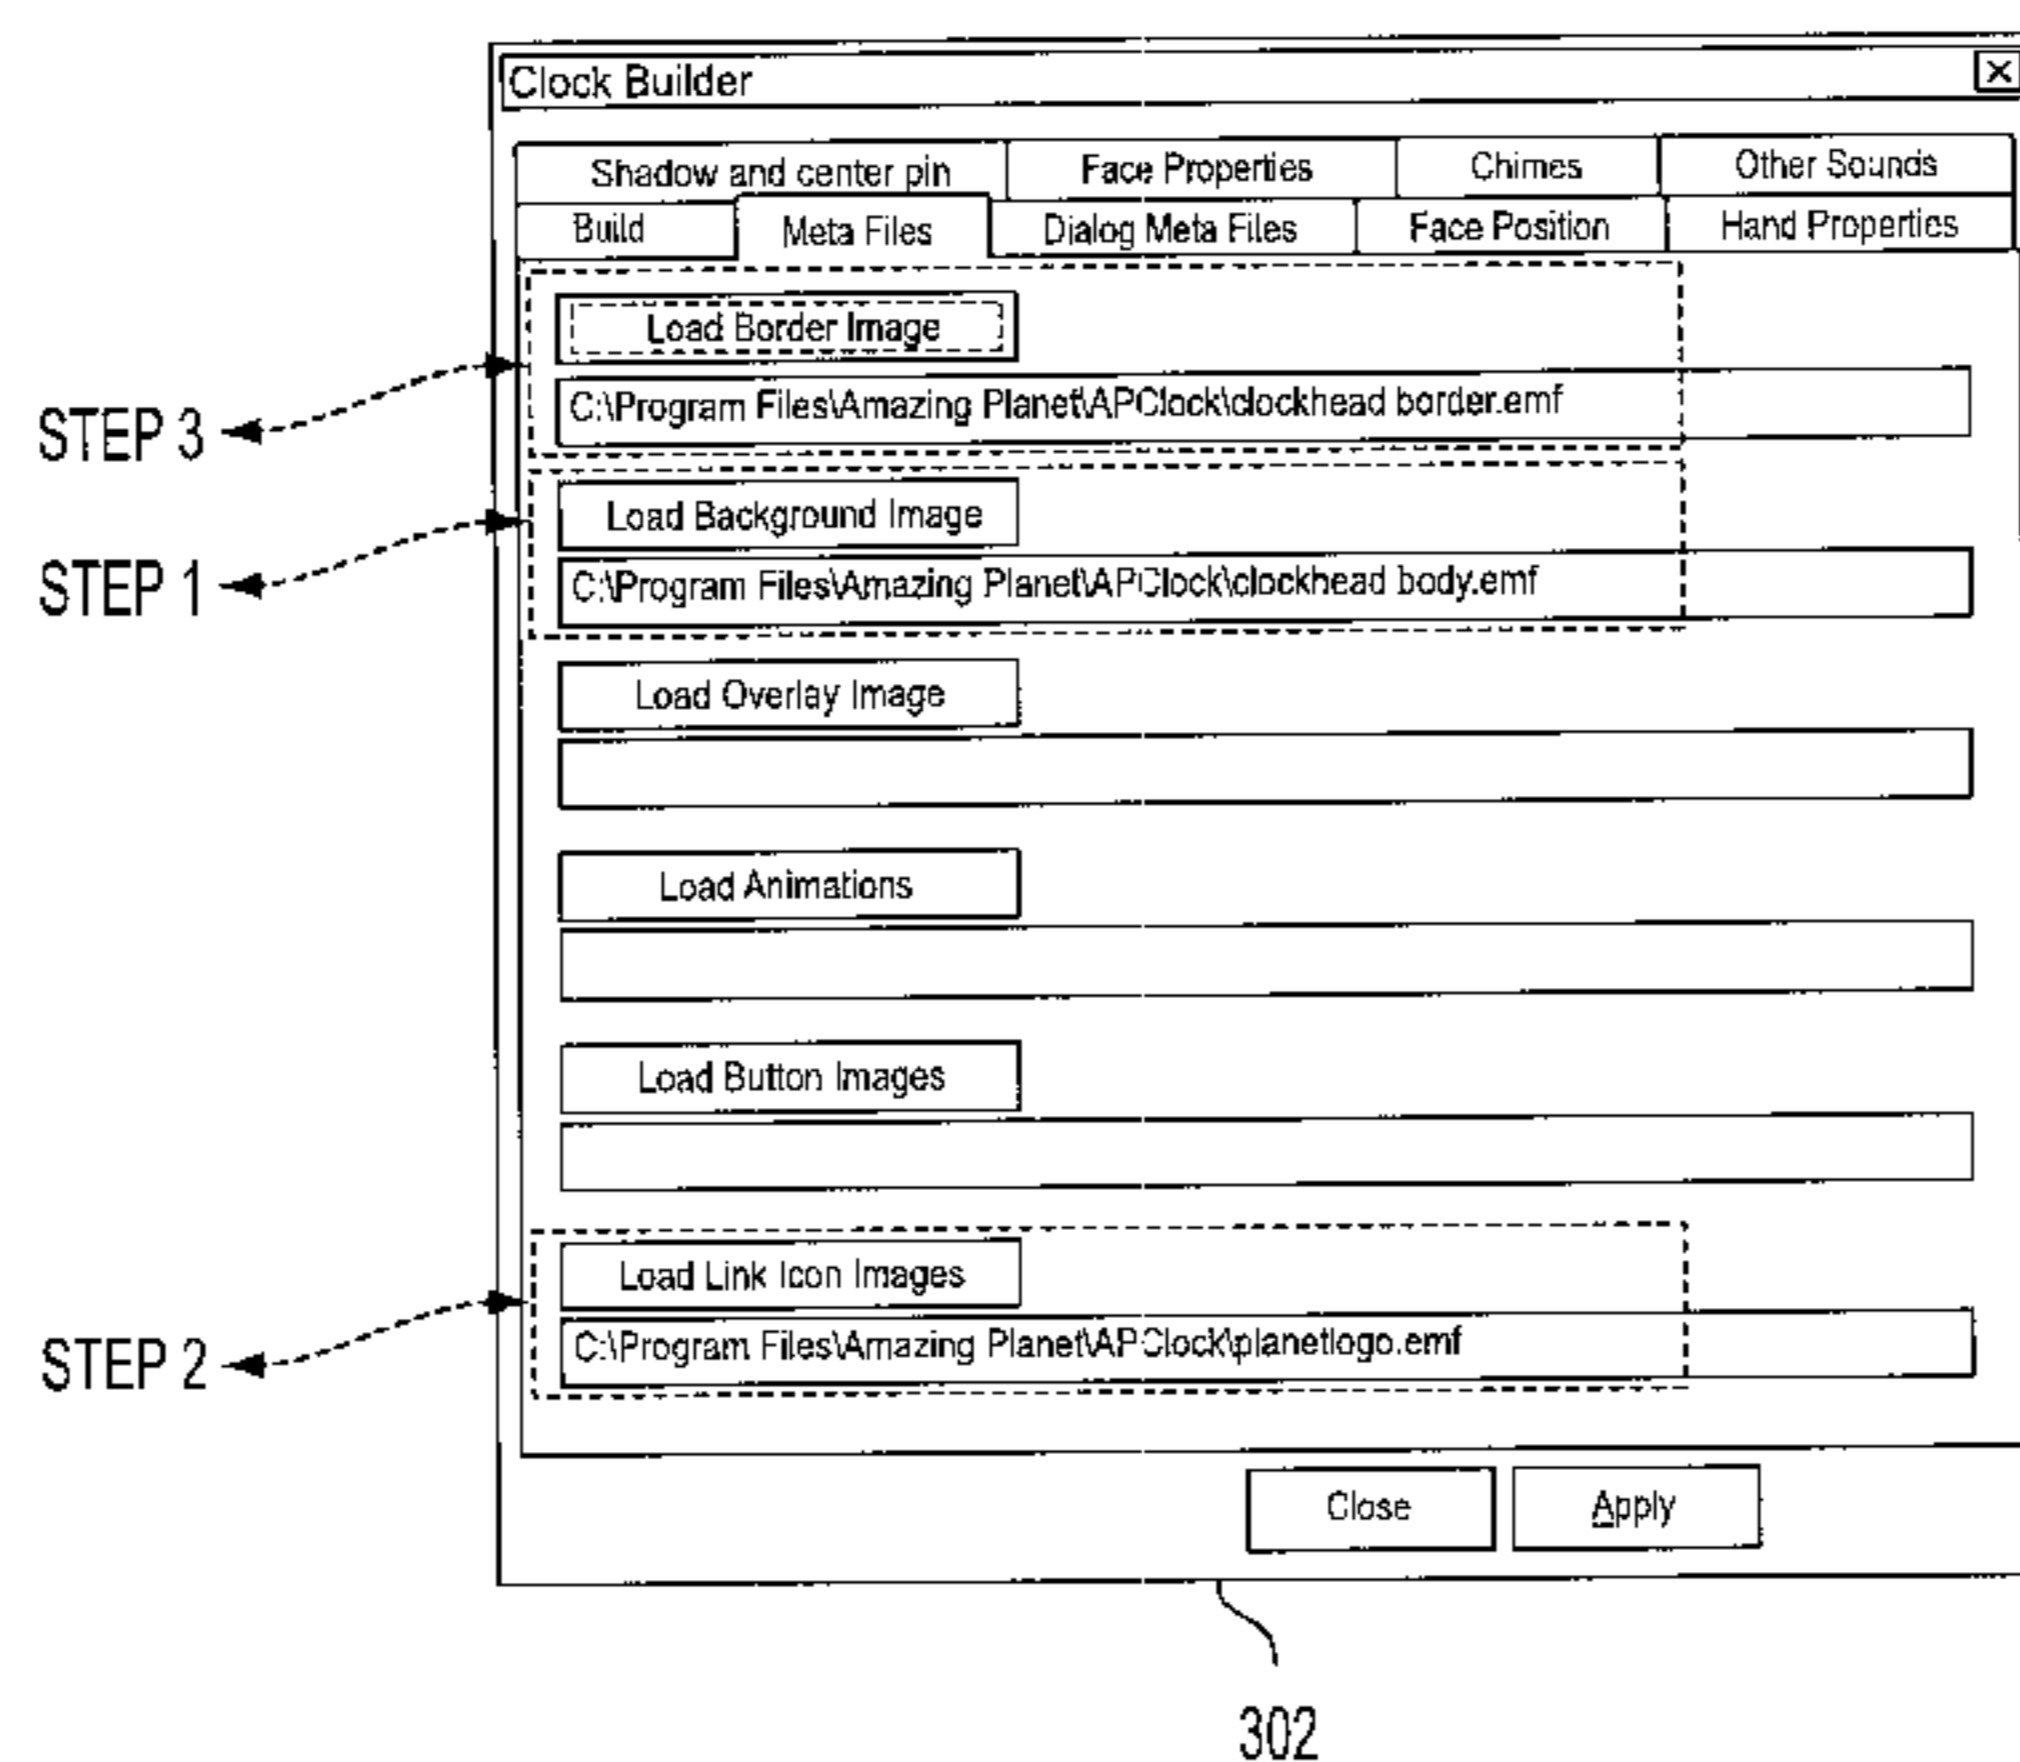 Clock Builder
Shadow and center pin Face Properties Chimes Other Sounds
Build Meta Files Dialog Meta Files Face Position Hand Properties
Load Border Image
STEP 3
C:\Program Files\Amazing Planet\APClock\clockhead border.emf
Load Background Image
STEP 1
C:\Program Files\Amazing Planet\APClock\clockhead body.emf
Load Overlay Image
Load Animations
Load Button Images
Load Link Icon Images
STEP 2
C:\Program Files\Amazing Planet\APClock\planetlogo.emf
Close Apply
302